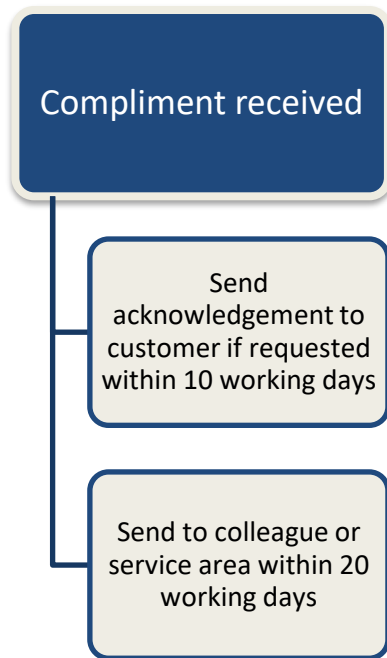 Compliment received
Send
acknowledgement to
customer if requested
within 10 working days
Send to colleague or
service area within 20
working days